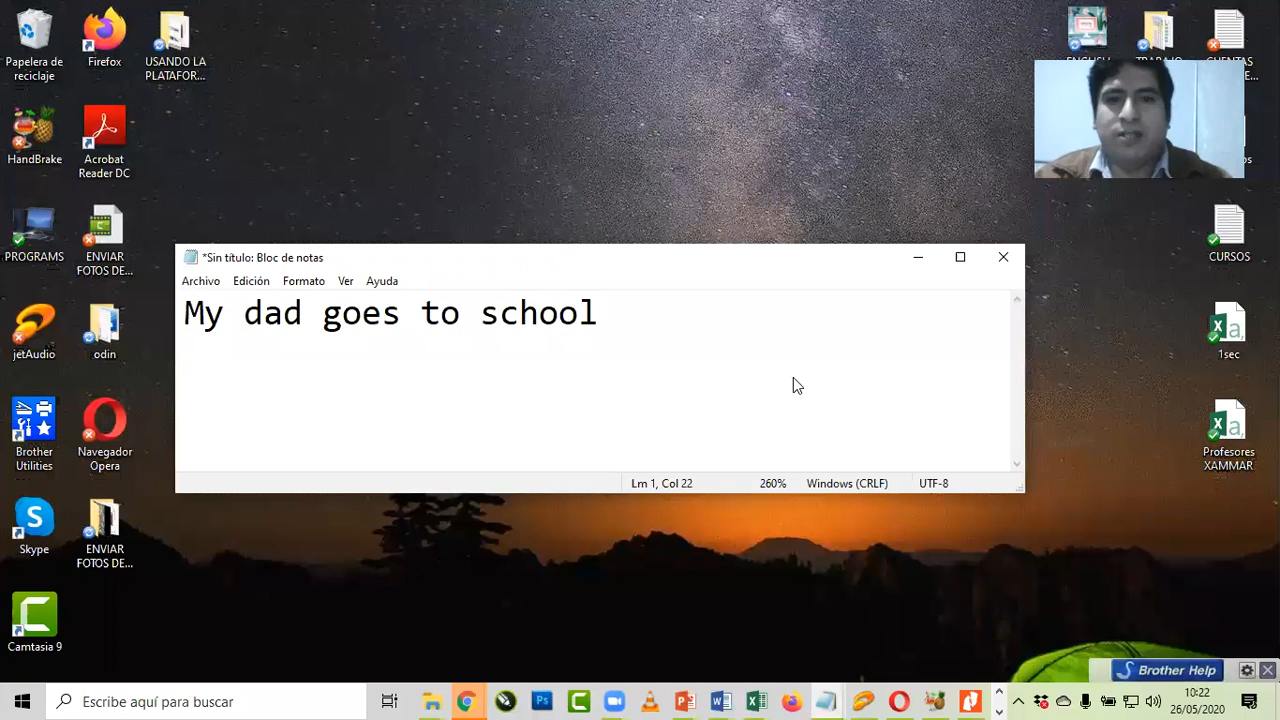 Papelera de
reciclaje
Firefox
USANDO LA
PLATAFOR...
HandBrake
Acrobat
Reader DC
PROGRAMS
ENVIAR
FOTOS DE...
jetAudio
odin
Brother
Utilities
Navegador
Opera
Skype
ENVIAR
FOTOS DE...
Camtasia 9
*Sin título: Bloc de notas
Archivo Edición Formato Ver Ayuda
My dad goes to school
Lm 1, Col 22 260% Windows (CRLF) UTF-8
CURSOS
1sec
Profesores
XAMMAR
Brother Help
Escribe aquí para buscar
10:22
26/05/2020